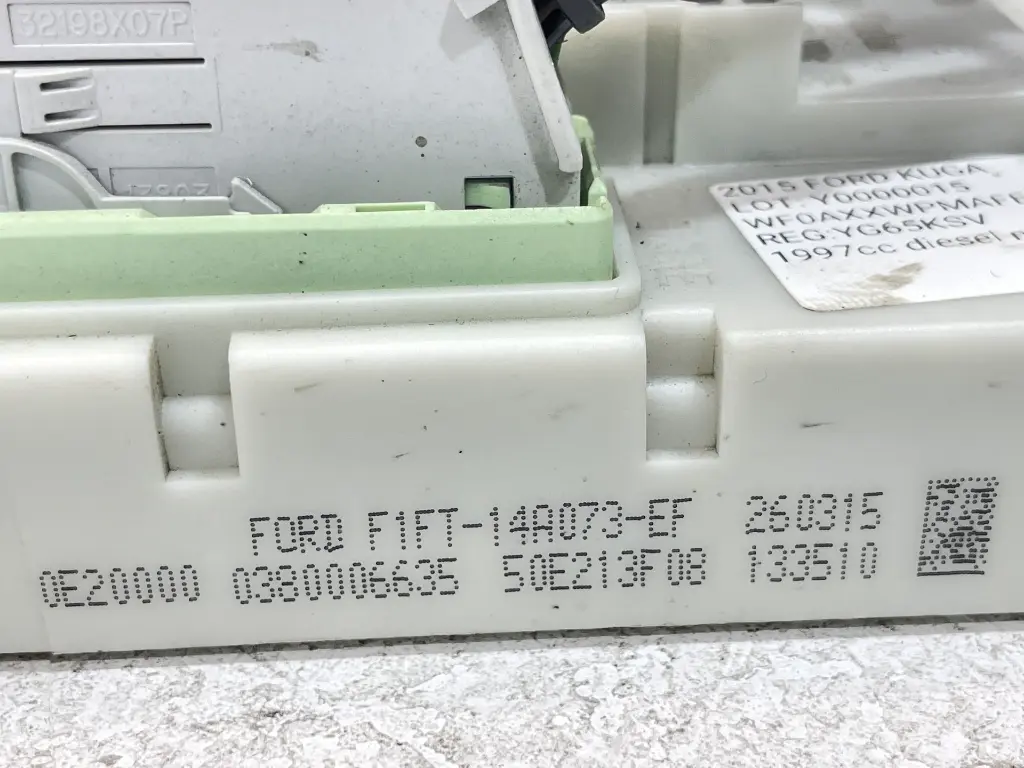 32198X07P
2015 FORD KUGA
LOT Y0000015
WF0AXXWPMAFE
REG:YG65KSV
1997cc diesel
FORD F1FT-14A073-EF 260315
0E20000 0380006635 50E213F08 133510